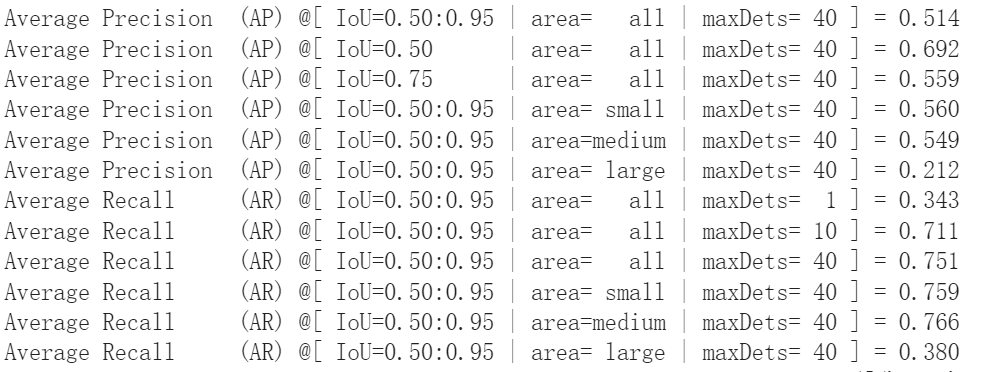 Average Precision  (AP) @[ IoU=0.50:0.95 | area=   all | maxDets= 40 ] = 0.514
Average Precision  (AP) @[ IoU=0.50      | area=   all | maxDets= 40 ] = 0.692
Average Precision  (AP) @[ IoU=0.75      | area=   all | maxDets= 40 ] = 0.559
Average Precision  (AP) @[ IoU=0.50:0.95 | area= small | maxDets= 40 ] = 0.560
Average Precision  (AP) @[ IoU=0.50:0.95 | area=medium | maxDets= 40 ] = 0.549
Average Precision  (AP) @[ IoU=0.50:0.95 | area= large | maxDets= 40 ] = 0.212
Average Recall     (AR) @[ IoU=0.50:0.95 | area=   all | maxDets=  1 ] = 0.343
Average Recall     (AR) @[ IoU=0.50:0.95 | area=   all | maxDets= 10 ] = 0.711
Average Recall     (AR) @[ IoU=0.50:0.95 | area=   all | maxDets= 40 ] = 0.751
Average Recall     (AR) @[ IoU=0.50:0.95 | area= small | maxDets= 40 ] = 0.759
Average Recall     (AR) @[ IoU=0.50:0.95 | area=medium | maxDets= 40 ] = 0.766
Average Recall     (AR) @[ IoU=0.50:0.95 | area= large | maxDets= 40 ] = 0.380